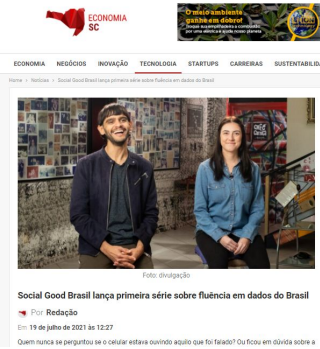 ECONOMIA
SC
O meio ambiente
ganhe em dobro!
ECONOMIA NEGÓCIOS INOVAÇÃO TECNOLOGIA STARTUPS CARREIRAS SUSTENTABILID
Home > Notícias > Social Good Brasil lança primeira série sobre fluência em dados do Brasil
Foto: divulgação
Social Good Brasil lança primeira série sobre fluência em dados do Brasil
Por Redação
Em 19 de julho de 2021 às 12:27
Quem nunca se perguntou se o celular estava ouvindo aquilo que foi falado? Ou ficou em dúvida sobre a